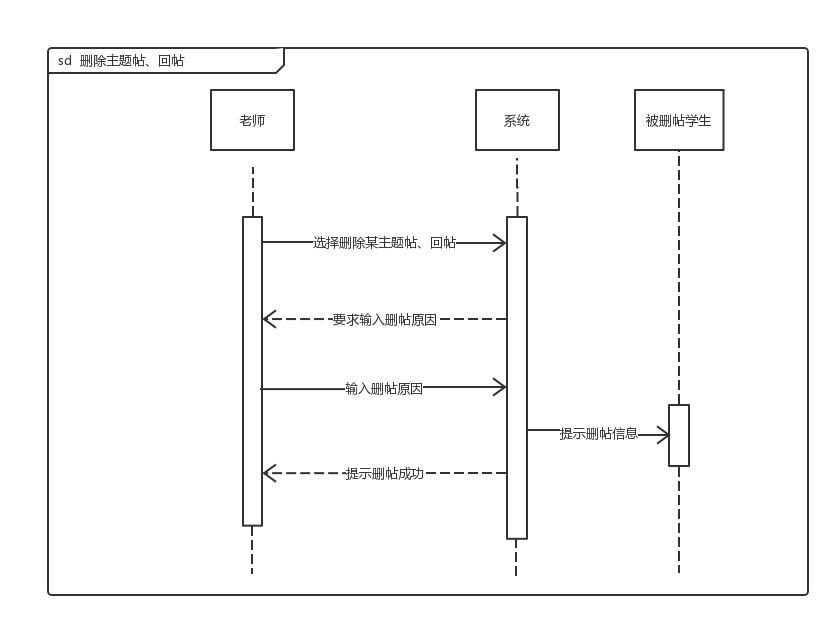 sd 删除主题帖、回帖
老师
系统
被删帖学生
选择删除某主题帖、回帖
要求输入删帖原因
输入删帖原因
提示删帖信息
提示删帖成功